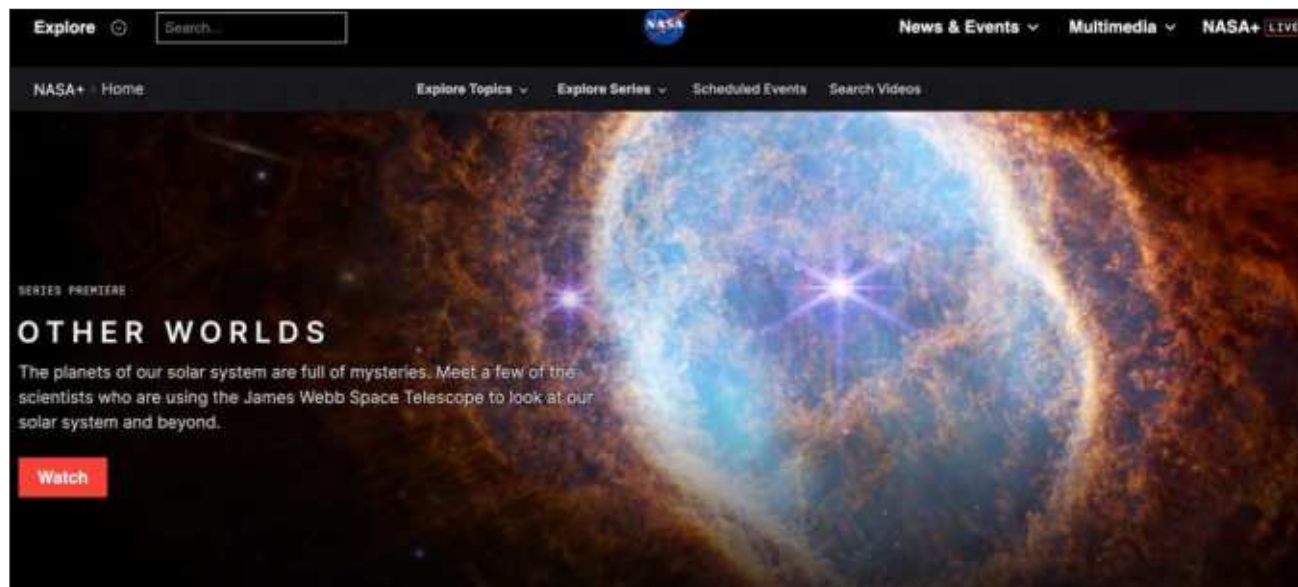 Explore
Search...
NASA
News & Events
Multimedia
NASA+ LIVE
NASA+ Home
Explore Topics
Explore Series
Scheduled Events
Search Videos
SERIES PREMIERE
OTHER WORLDS
The planets of our solar system are full of mysteries. Meet a few of the
scientists who are using the James Webb Space Telescope to look at our
solar system and beyond.
Watch